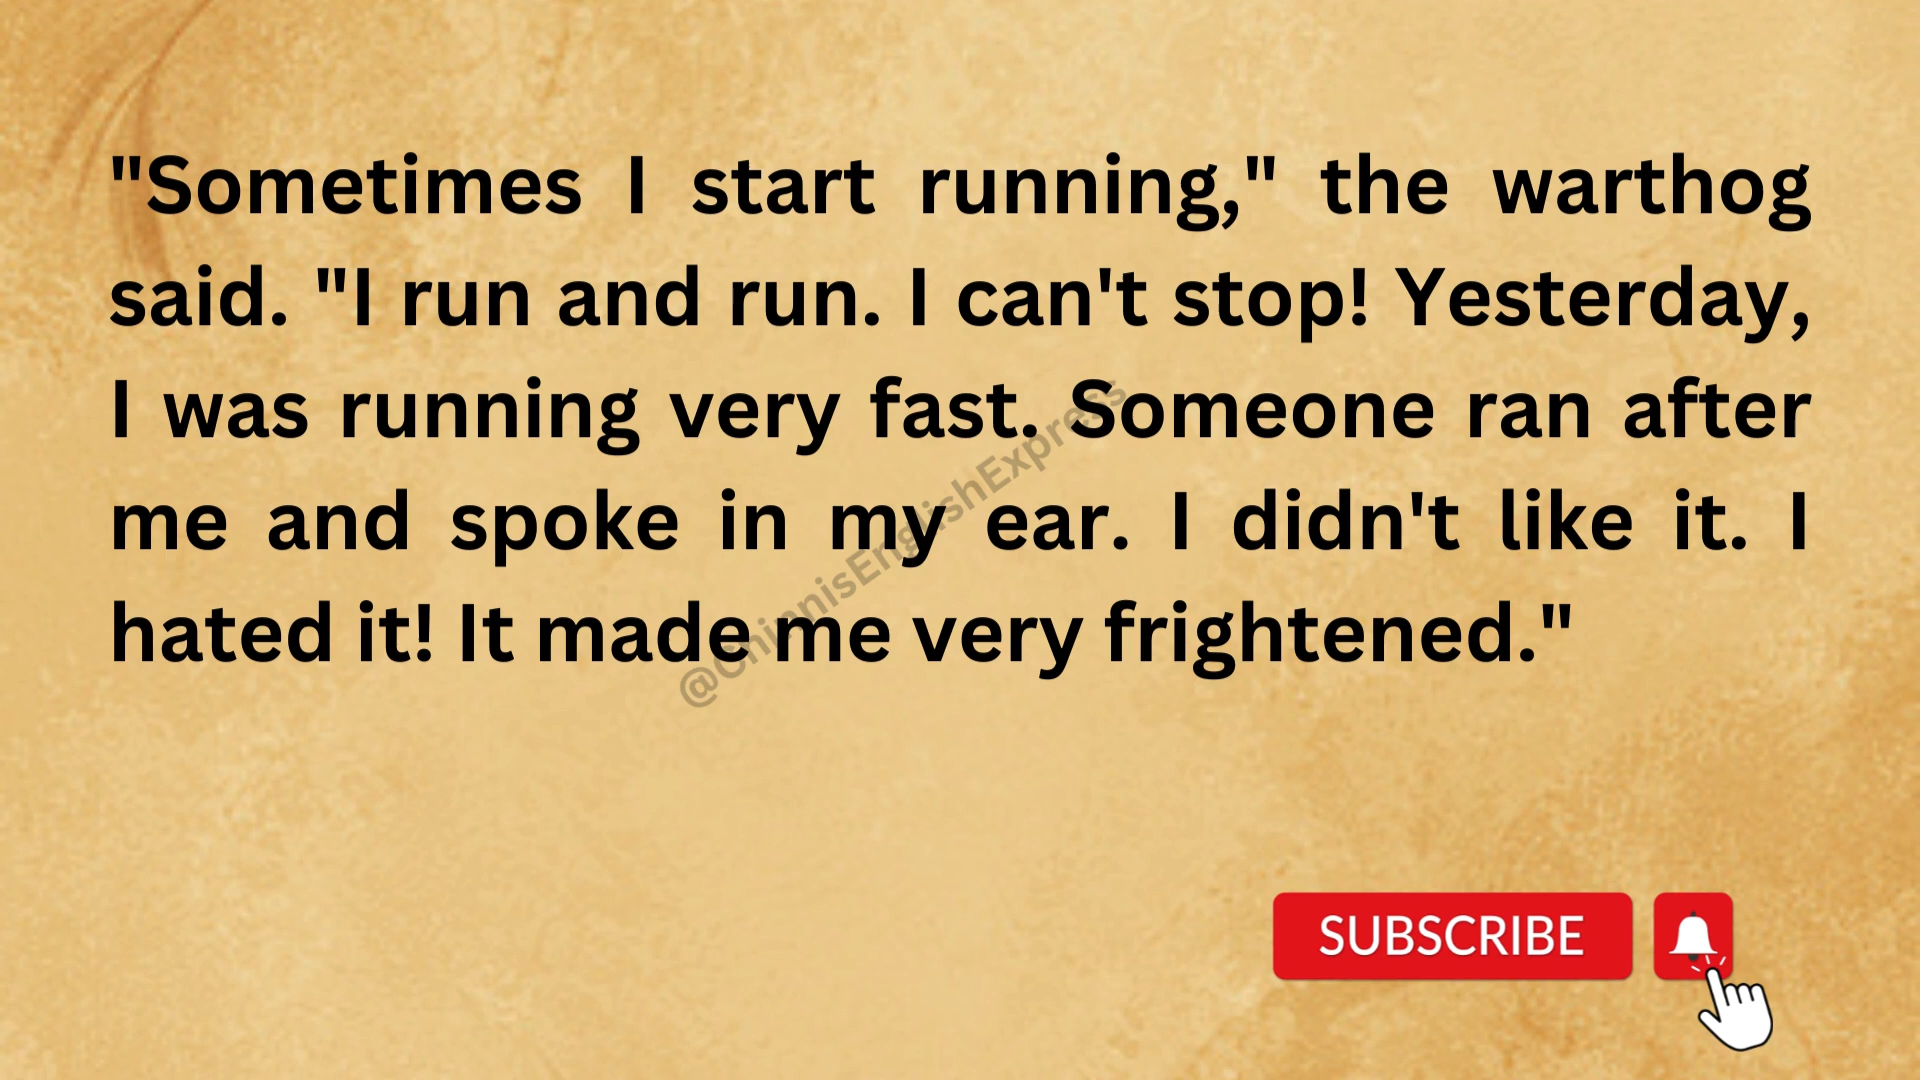 "Sometimes I start running," the warthog
said. "I run and run. I can't stop! Yesterday,
I was running very fast. Someone ran after
me and spoke in my ear. I didn't like it. I
hated it! It made me very frightened."
@ChinnisEnglishExpress
SUBSCRIBE